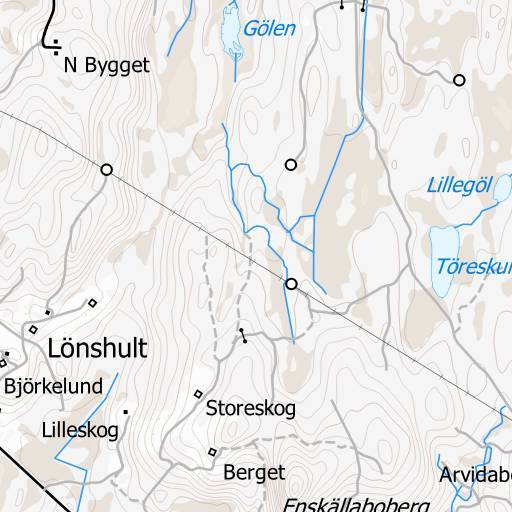 Gölen
N Bygget
Lillegöl
Töreskur
Lönshult
Björkelund
Storeskog
Lilleskog
Berget
Arvidabo
Enskällaboberg